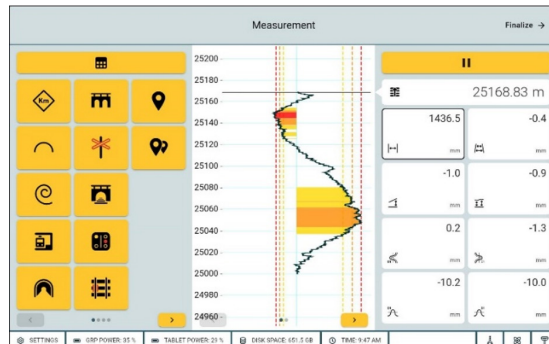 Measurement
Finalize →
Km
25200
25180
25160
25140
25120
25100
25080
25060
25040
25020
25000
24980
24960
25168.83 m
1436.5 mm
-0.4 mm
-1.0 mm
-0.9 mm
0.2 mm
-1.3 mm
-10.2 mm
-10.0 mm
SETTINGS
GRP POWER: 35 %
TABLET POWER: 23 %
DISK SPACE: 651.5 GB
TIME: 9:47 AM